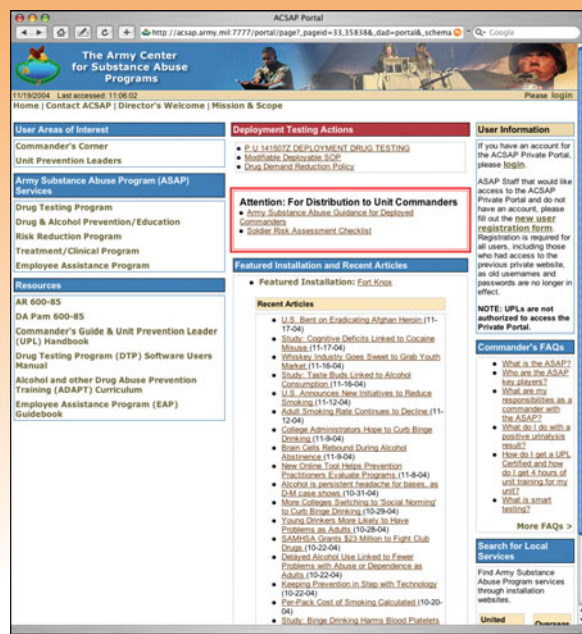 ACSAP Portal
http://acsap.army.mil:7777/portal/page?_pageid=33,35838&_dad=portal&_schema
Google
The Army Center
for Substance Abuse
Programs
11/19/2004 Last accessed: 11:06:02
Please login
Home | Contact ACSAP | Director's Welcome | Mission & Scope
User Areas of Interest
Commander's Corner
Unit Prevention Leaders
Army Substance Abuse Program (ASAP)
Services
Drug Testing Program
Drug & Alcohol Prevention/Education
Risk Reduction Program
Treatment/Clinical Program
Employee Assistance Program
Resources
AR 600-85
DA Pam 600-85
Commander's Guide & Unit Prevention Leader
(UPL) Handbook
Drug Testing Program (DTP) Software Users
Manual
Alcohol and other Drug Abuse Prevention
Training (ADAPT) Curriculum
Employee Assistance Program (EAP)
Guidebook
Deployment Testing Actions
P U 141507Z DEPLOYMENT DRUG TESTING
Modifiable Deployable SOP
Drug Demand Reduction Policy
Attention: For Distribution to Unit Commanders
Army Substance Abuse Guidance for Deployed
Commanders
Soldier Risk Assessment Checklist
Featured Installation and Recent Articles
Featured Installation: Fort Knox
Recent Articles
U.S. Bent on Eradicating Afghan Heroin (11-
17-04)
Study: Cognitive Deficits Linked to Cocaine
Misuse (11-17-04)
Whiskey Industry Goes Sweet to Grab Youth
Market (11-16-04)
Study: Taste Buds Linked to Alcohol
Consumption (11-16-04)
U.S. Announces New Initiatives to Reduce
Smoking (11-12-04)
Adult Smoking Rate Continues to Decline (11-
12-04)
College Administrators Hope to Curb Binge
Drinking (11-9-04)
Brain Cells Rebound During Alcohol
Abstinence (11-9-04)
New Online Tool Helps Prevention
Practitioners Evaluate Programs (11-8-04)
Alcohol is persistent headache for bases, as
D-M case shows (10-31-04)
More Colleges Switching to 'Social Norming'
to Curb Binge Drinking (10-29-04)
Young Drinkers More Likely to Have
Problems as Adults (10-28-04)
SAMHSA Grants $23 Million to Fight Club
Drugs (10-22-04)
Delayed Alcohol Use Linked to Fewer
Problems with Abuse or Dependence as
Adults (10-22-04)
Keeping Prevention in Step with Technology
(10-22-04)
Per-Pack Cost of Smoking Calculated (10-20-
04)
Study: Binge Drinking Harms Blood Platelets
User Information
If you have an account for
the ACSAP Private Portal,
please login.
ASAP Staff that would like
access to the ACSAP
Private Portal and do not
have an account, please
fill out the new user
registration form.
Registration is required for
all users, including those
who had access to the
previous private website,
as old usernames and
passwords are no longer in
effect.
NOTE: UPLs are not
authorized to access the
Private Portal.
Commander's FAQs
What is the ASAP?
Who are the ASAP
key players?
What are my
responsibilities as a
commander with
the ASAP?
What do I do with a
positive urinalysis
result?
How do I get a UPL
Certified and how
do I get 4 hours of
unit training for my
unit?
What is smart
testing?
More FAQs >
Search for Local
Services
Find Army Substance
Abuse Program services
through installation
websites.
United
Overseas